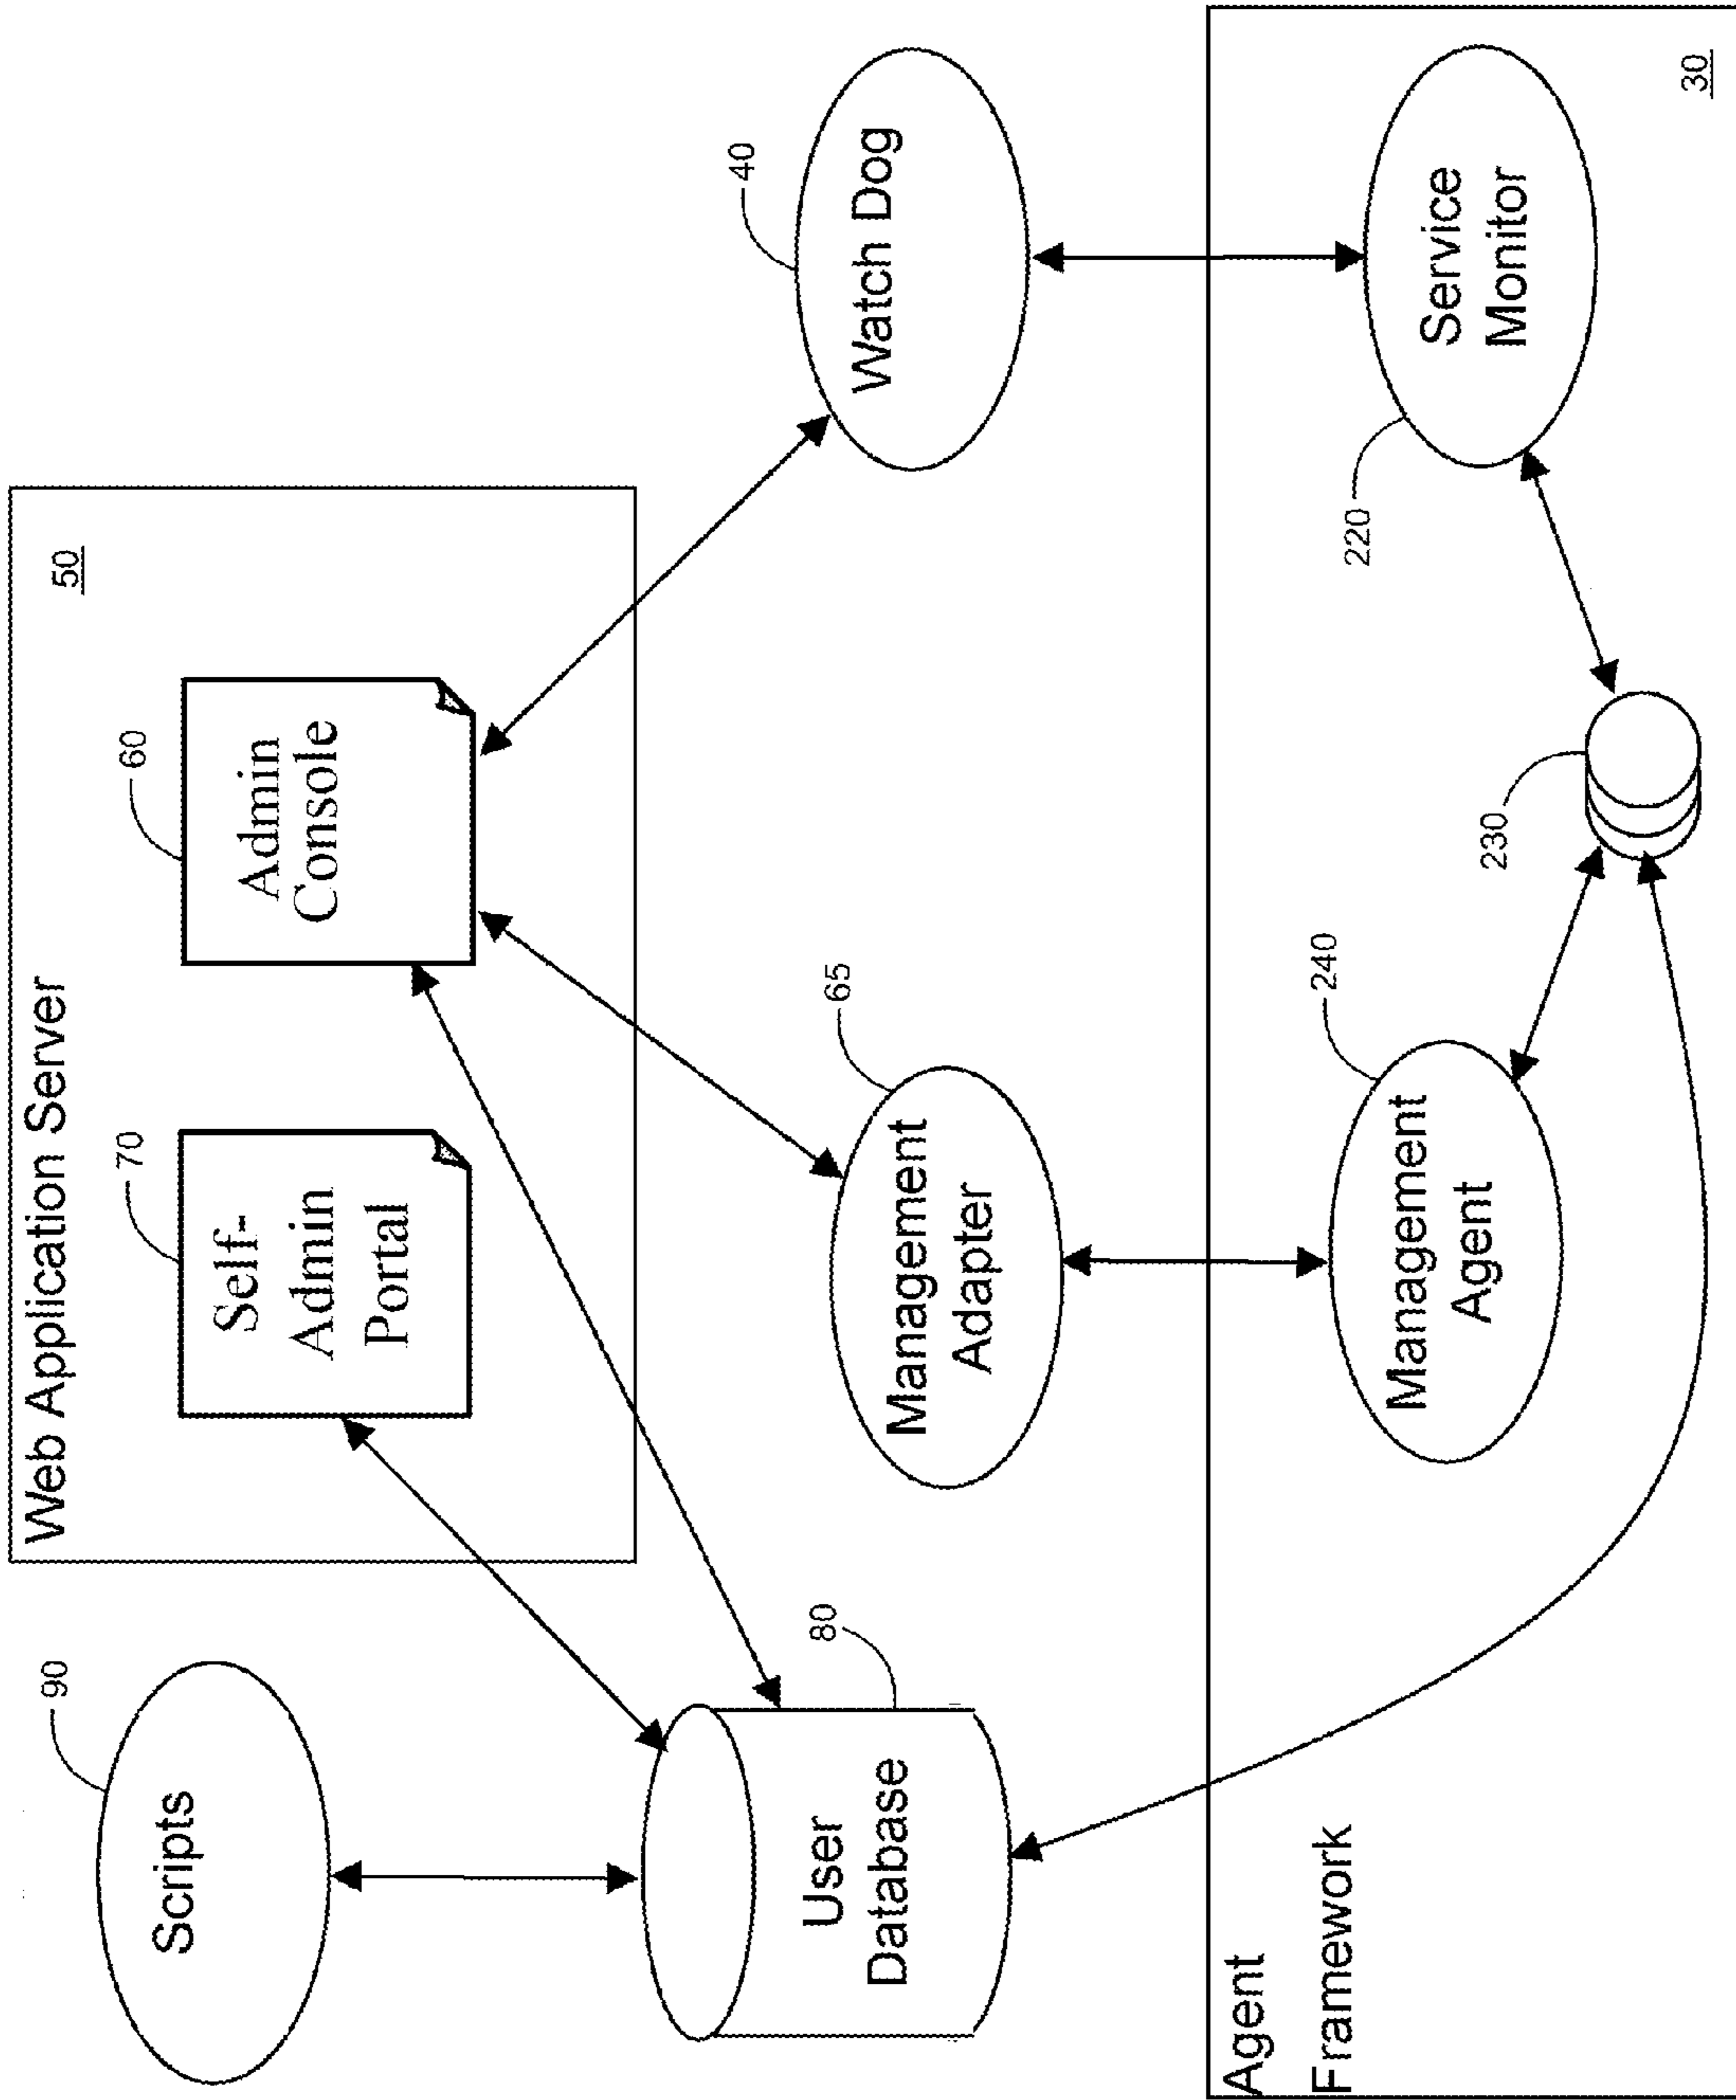 Web Application Server
50
90
Scripts
70
Self-
Admin
Portal
60
Admin
Console
80
User
Database
65
Management
Adapter
40
Watch Dog
Agent
Framework
240
Management
Agent
230
220
Service
Monitor
30